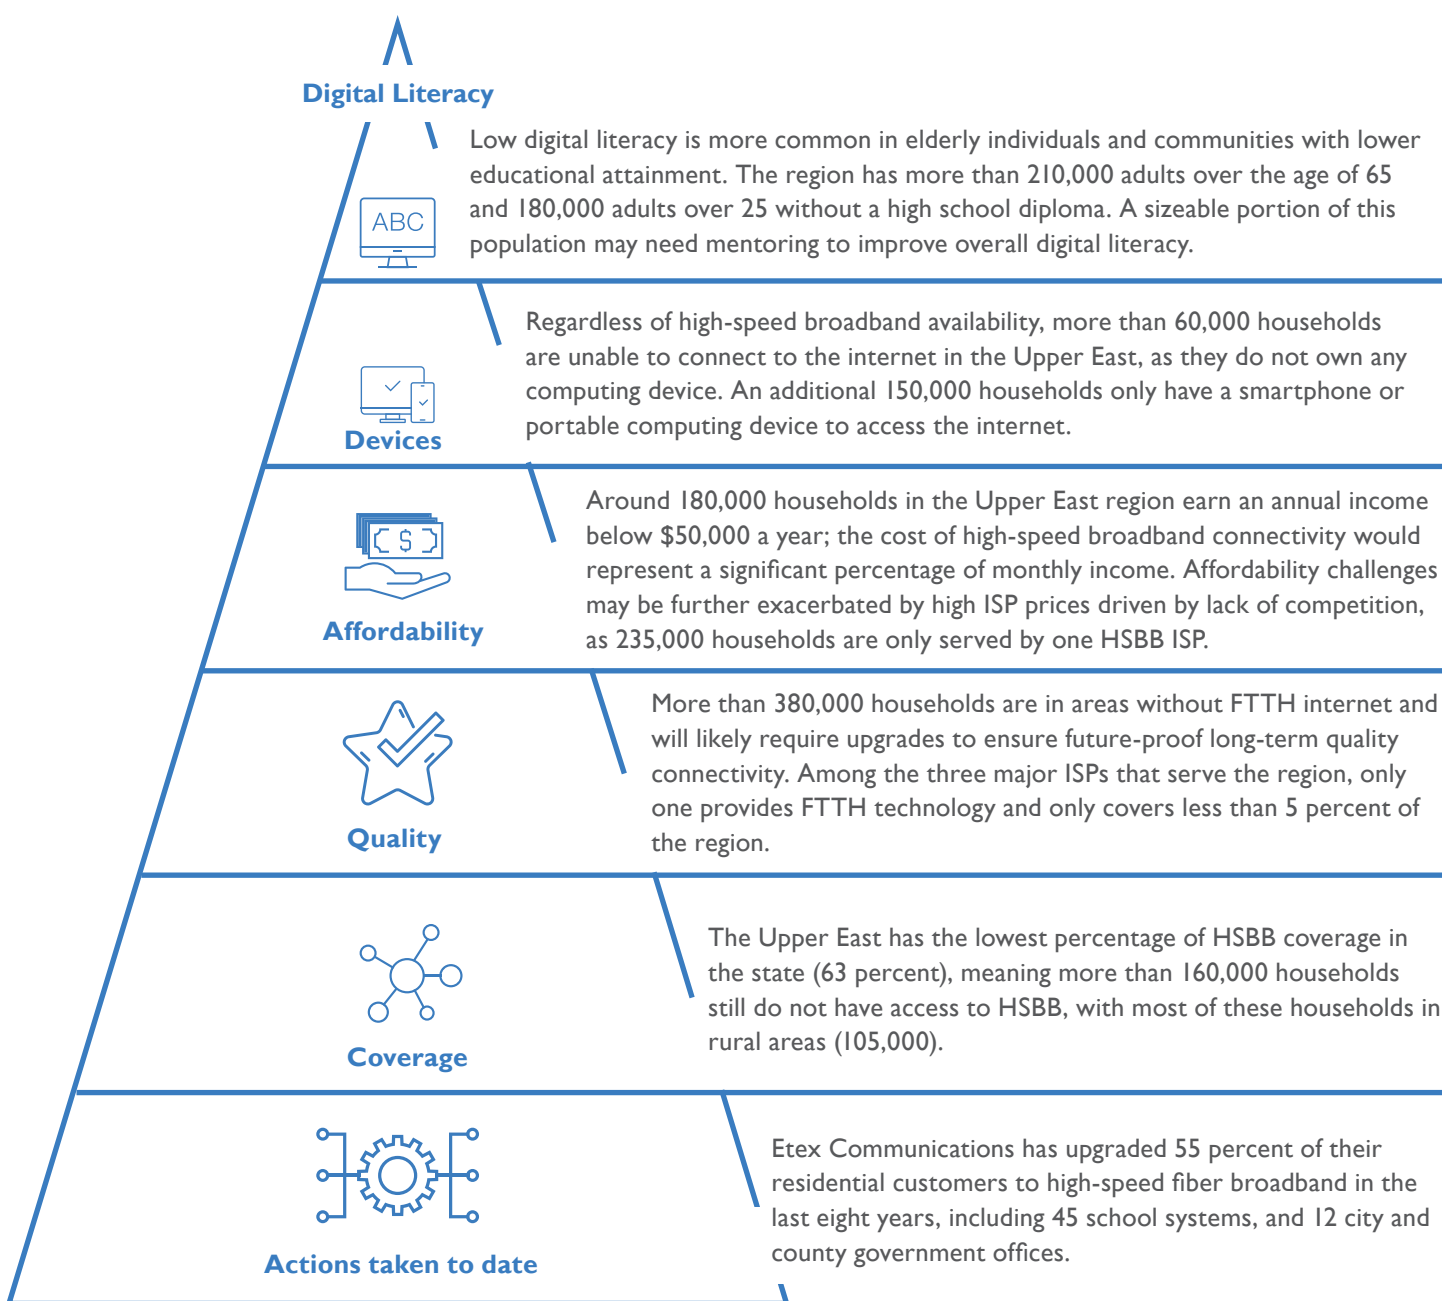 Digital Literacy
Low digital literacy is more common in elderly individuals and communities with lower
educational attainment. The region has more than 210,000 adults over the age of 65
and 180,000 adults over 25 without a high school diploma. A sizeable portion of this
population may need mentoring to improve overall digital literacy.
ABC
Regardless of high-speed broadband availability, more than 60,000 households
are unable to connect to the internet in the Upper East, as they do not own any
computing device. An additional 150,000 households only have a smartphone or
portable computing device to access the internet.
Devices
Around 180,000 households in the Upper East region earn an annual income
below $50,000 a year; the cost of high-speed broadband connectivity would
represent a significant percentage of monthly income. Affordability challenges
may be further exacerbated by high ISP prices driven by lack of competition,
as 235,000 households are only served by one HSBB ISP.
$
Affordability
More than 380,000 households are in areas without FTTH internet and
will likely require upgrades to ensure future-proof long-term quality
connectivity. Among the three major ISPs that serve the region, only
one provides FTTH technology and only covers less than 5 percent of
the region.
Quality
The Upper East has the lowest percentage of HSBB coverage in
the state (63 percent), meaning more than 160,000 households
still do not have access to HSBB, with most of these households in
rural areas (105,000).
Coverage
Etex Communications has upgraded 55 percent of their
residential customers to high-speed fiber broadband in the
last eight years, including 45 school systems, and 12 city and
county government offices.
Actions taken to date